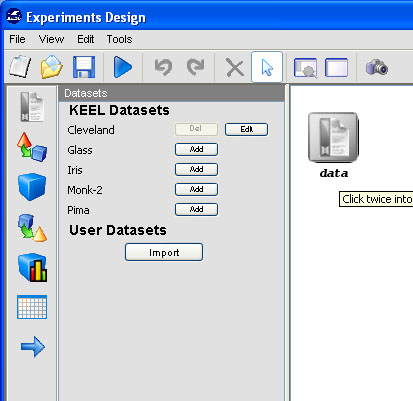 Experiments Design
File View Edit Tools
Datasets
KEEL Datasets
Cleveland Del Edit
Glass Add
Iris Add
Monk-2 Add
Pima Add
User Datasets
Import
data
Click twice into